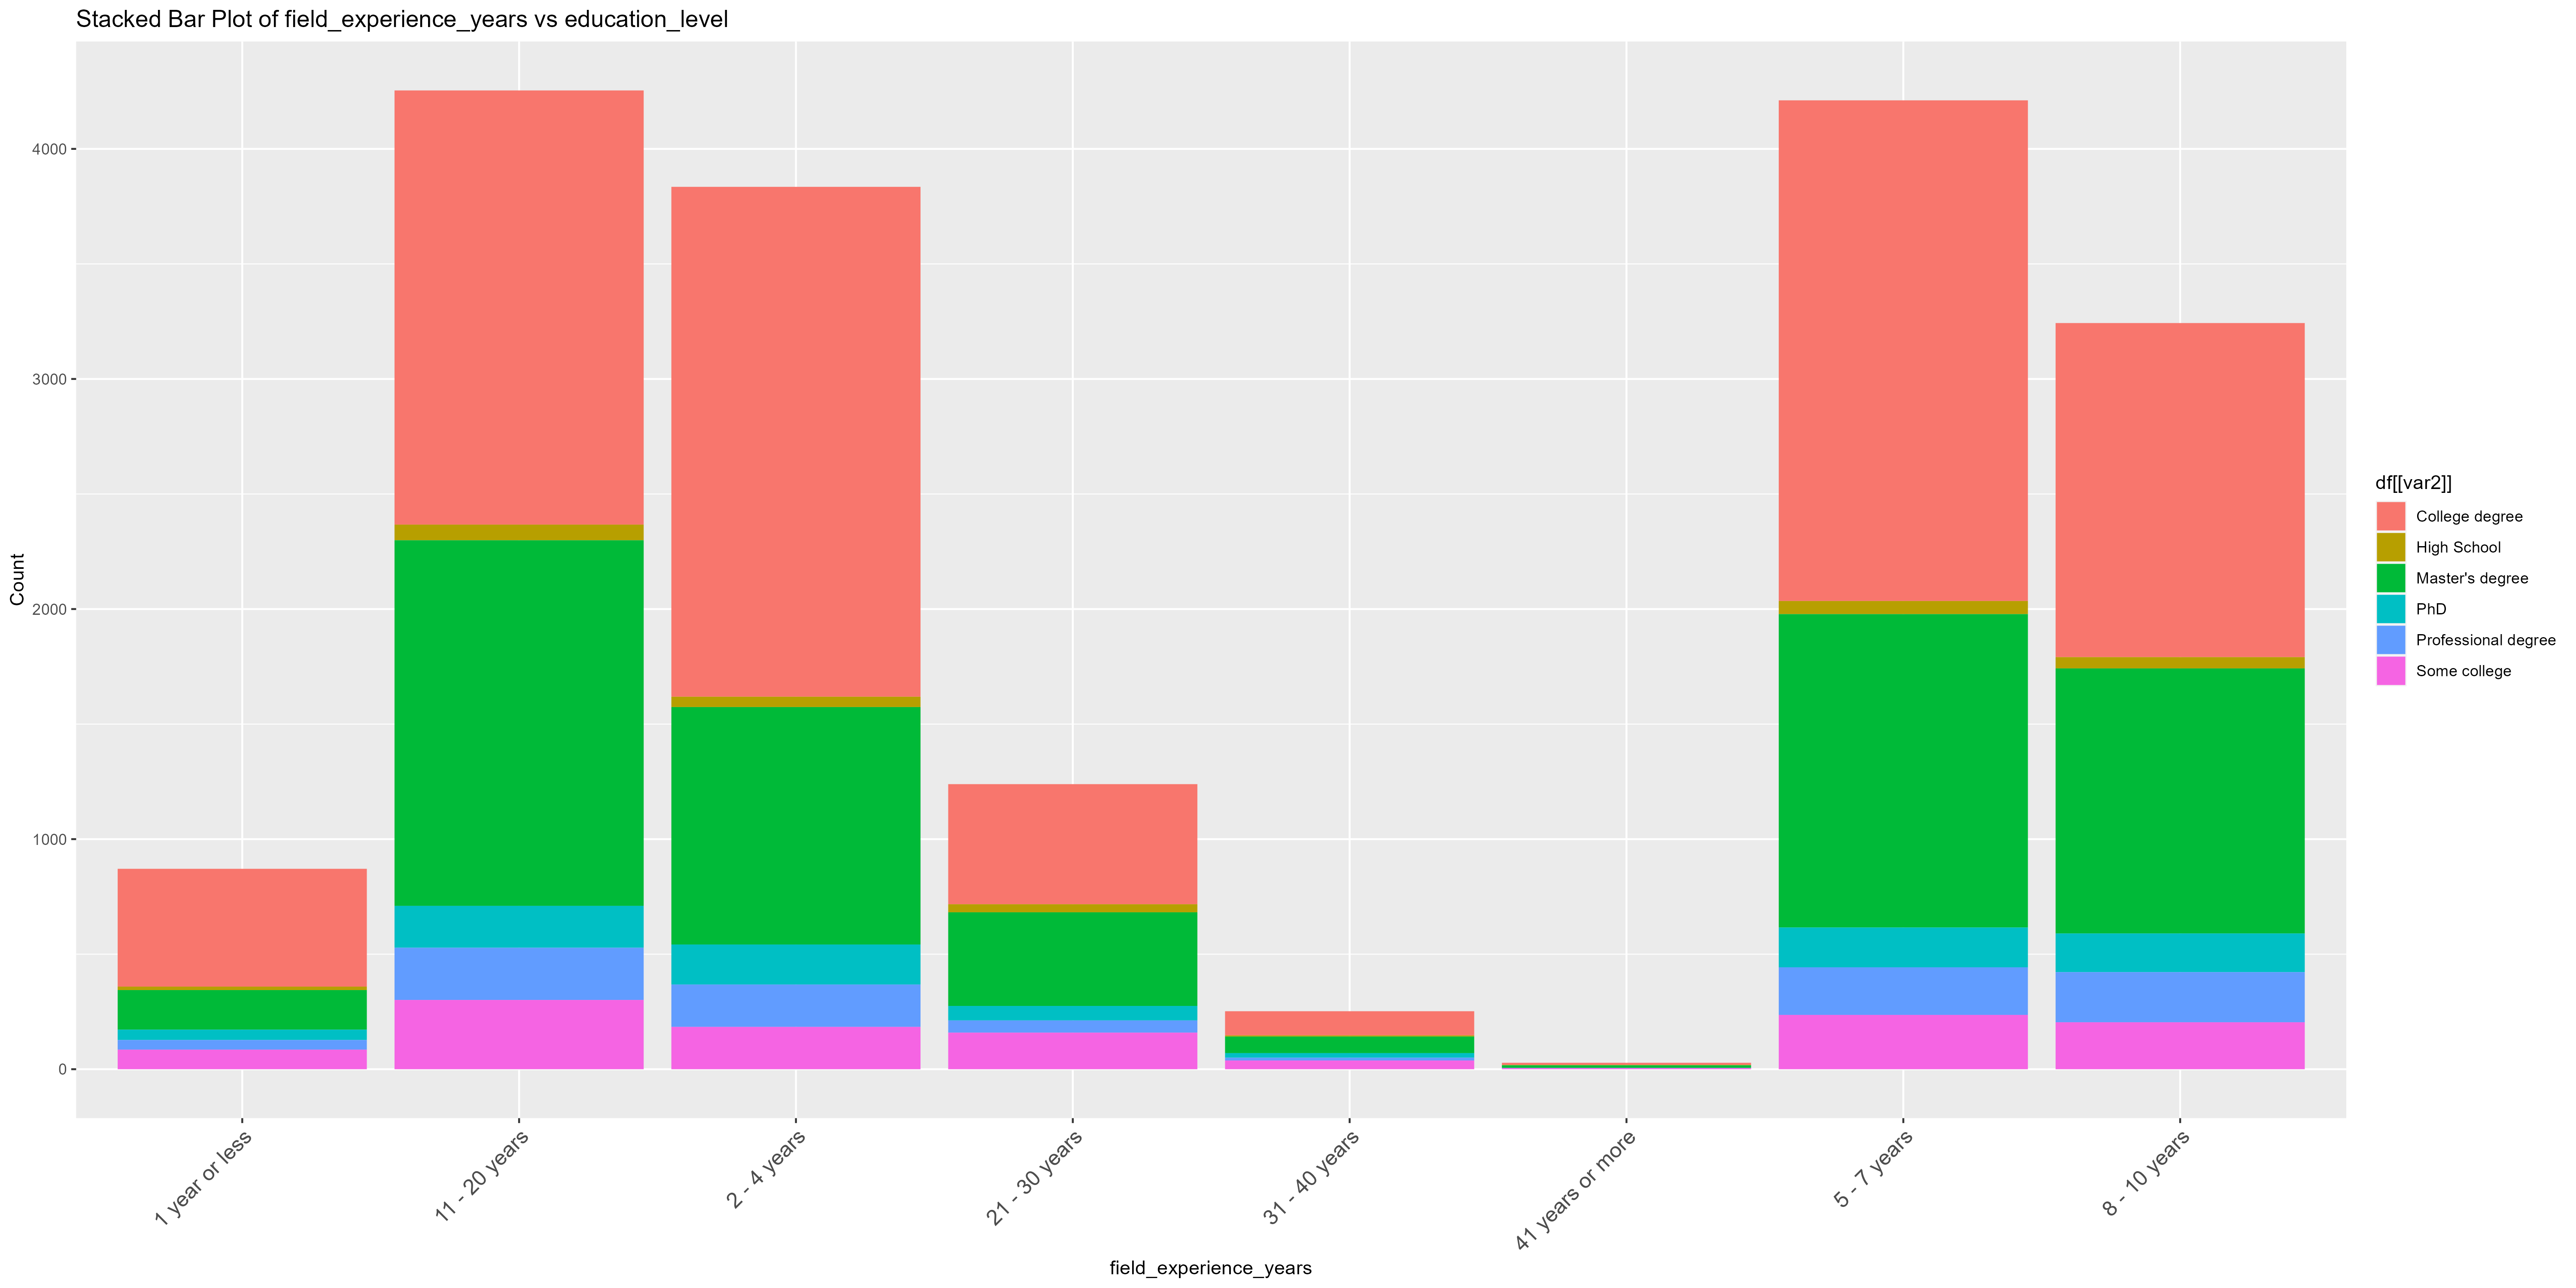 Stacked Bar Plot of field_experience_years vs education_level
Count
4000
3000
2000
1000
0
1 year or less
11 - 20 years
2 - 4 years
21 - 30 years
31 - 40 years
41 years or more
5 - 7 years
8 - 10 years
field_experience_years
df[[var2]]
College degree
High School
Master's degree
PhD
Professional degree
Some college